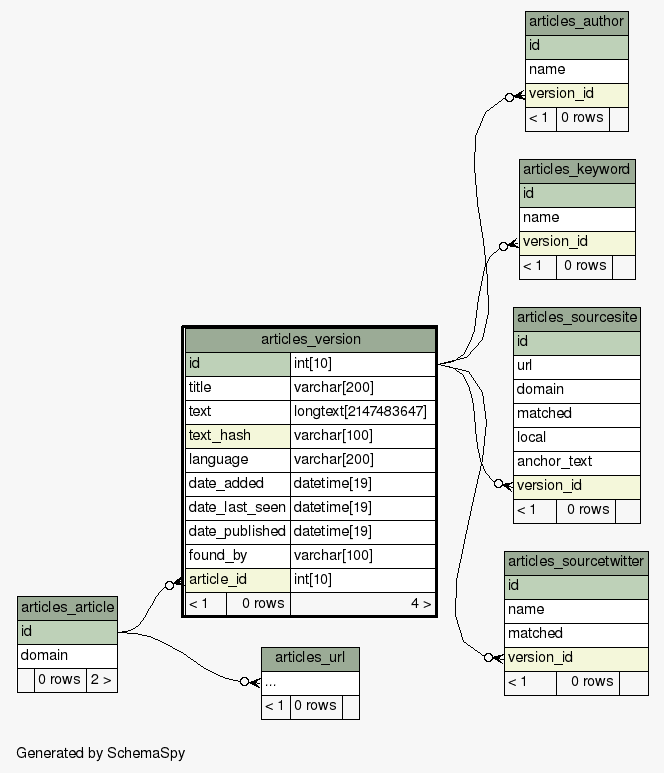 articles_author
id
name
version_id
< 1 0 rows
articles_keyword
id
name
version_id
< 1 0 rows
articles_sourcesite
id
url
domain
matched
local
anchor_text
version_id
< 1 0 rows
articles_version
id int[10]
title varchar[200]
text longtext[2147483647]
text_hash varchar[100]
language varchar[200]
date_added datetime[19]
date_last_seen datetime[19]
date_published datetime[19]
found_by varchar[100]
article_id int[10]
< 1 0 rows 4 >
articles_sourcetwitter
id
name
matched
version_id
< 1 0 rows
articles_article
id
domain
0 rows 2 >
articles_url
...
< 1 0 rows
Generated by SchemaSpy